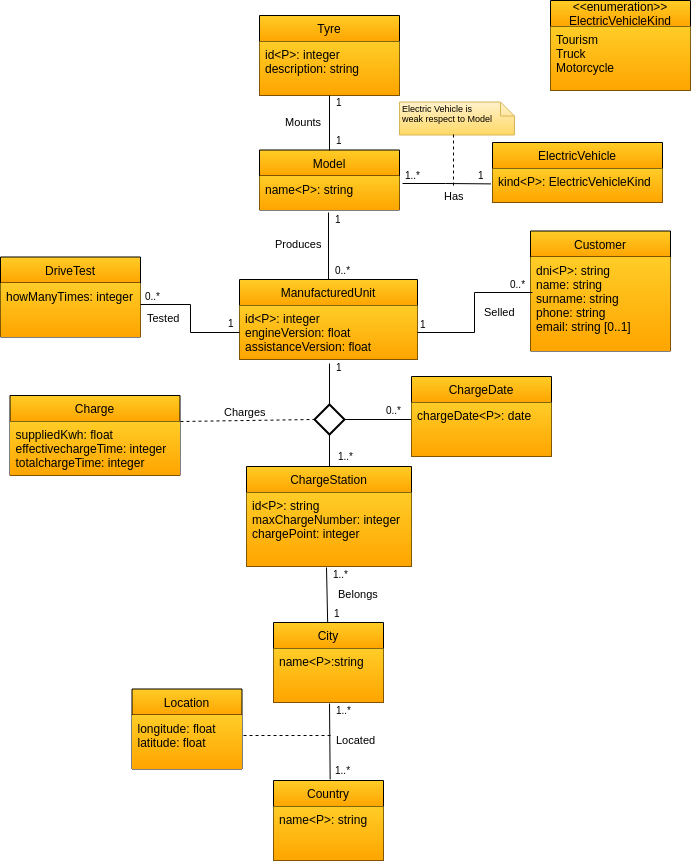 Tyre
id<P>: integer
description: string
<<enumeration>>
ElectricVehicleKind
Tourism
Truck
Motorcycle
1
Mounts
1
Electric Vehicle is
weak respect to Model
Model
name<P>: string
1..*
1
Has
ElectricVehicle
kind<P>: ElectricVehicleKind
1
Produces
0..*
DriveTest
howManyTimes: integer
0..*
Tested
1
ManufacturedUnit
id<P>: integer
engineVersion: float
assistanceVersion: float
1
Selled
0..*
Customer
dni<P>: string
name: string
surname: string
phone: string
email: string [0..1]
1
Charge
suppliedKwh: float
effectivechargeTime: integer
totalchargeTime: integer
Charges
0..*
ChargeDate
chargeDate<P>: date
1..*
ChargeStation
id<P>: string
maxChargeNumber: integer
chargePoint: integer
1..*
Belongs
1
City
name<P>:string
Location
longitude: float
latitude: float
1..*
Located
1..*
Country
name<P>: string